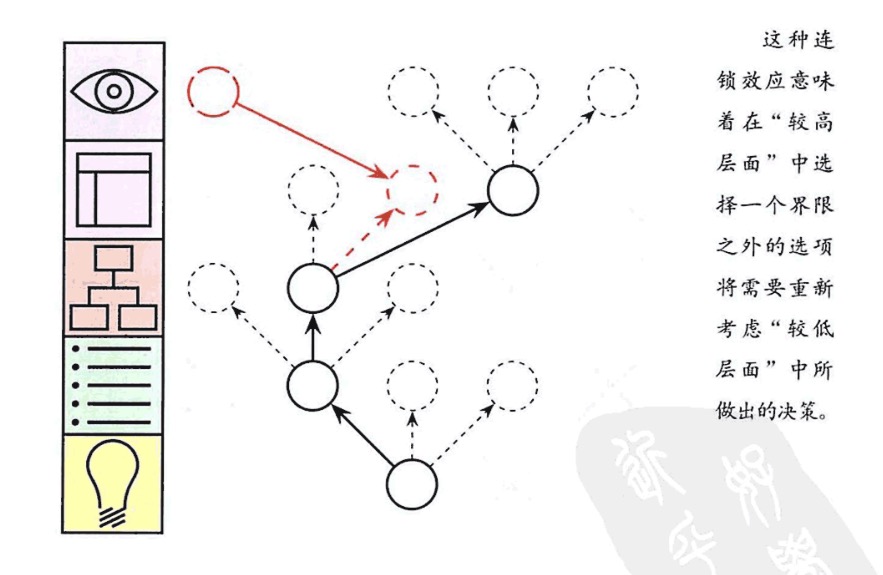 这种连
锁效应意味
着在“较高
层面”中选
择一个界限
之外的选项
将需要重新
考虑“较低
层面”中所
做出的决策。